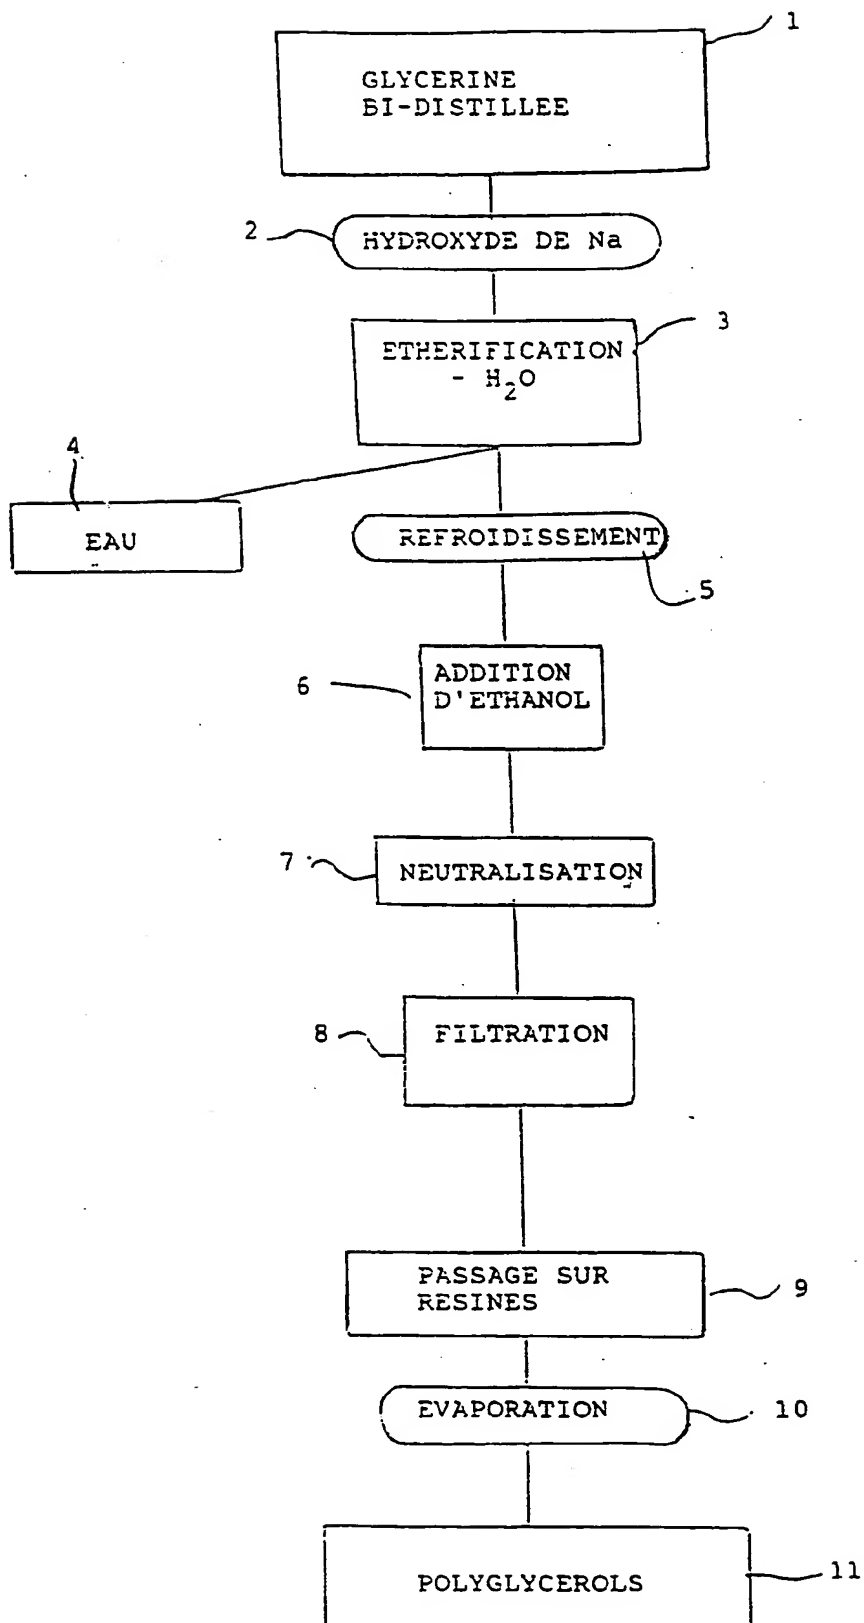 1
GLYCERINE
BI-DISTILLEE
2
HYDROXYDE DE Na
3
ETHERIFICATION
- H₂O
4
EAU
REFROIDISSEMENT
5
6
ADDITION
D'ETHANOL
7
NEUTRALISATION
8
FILTRATION
PASSAGE SUR
RESINES
9
EVAPORATION
10
POLYGLYCEROLS
11